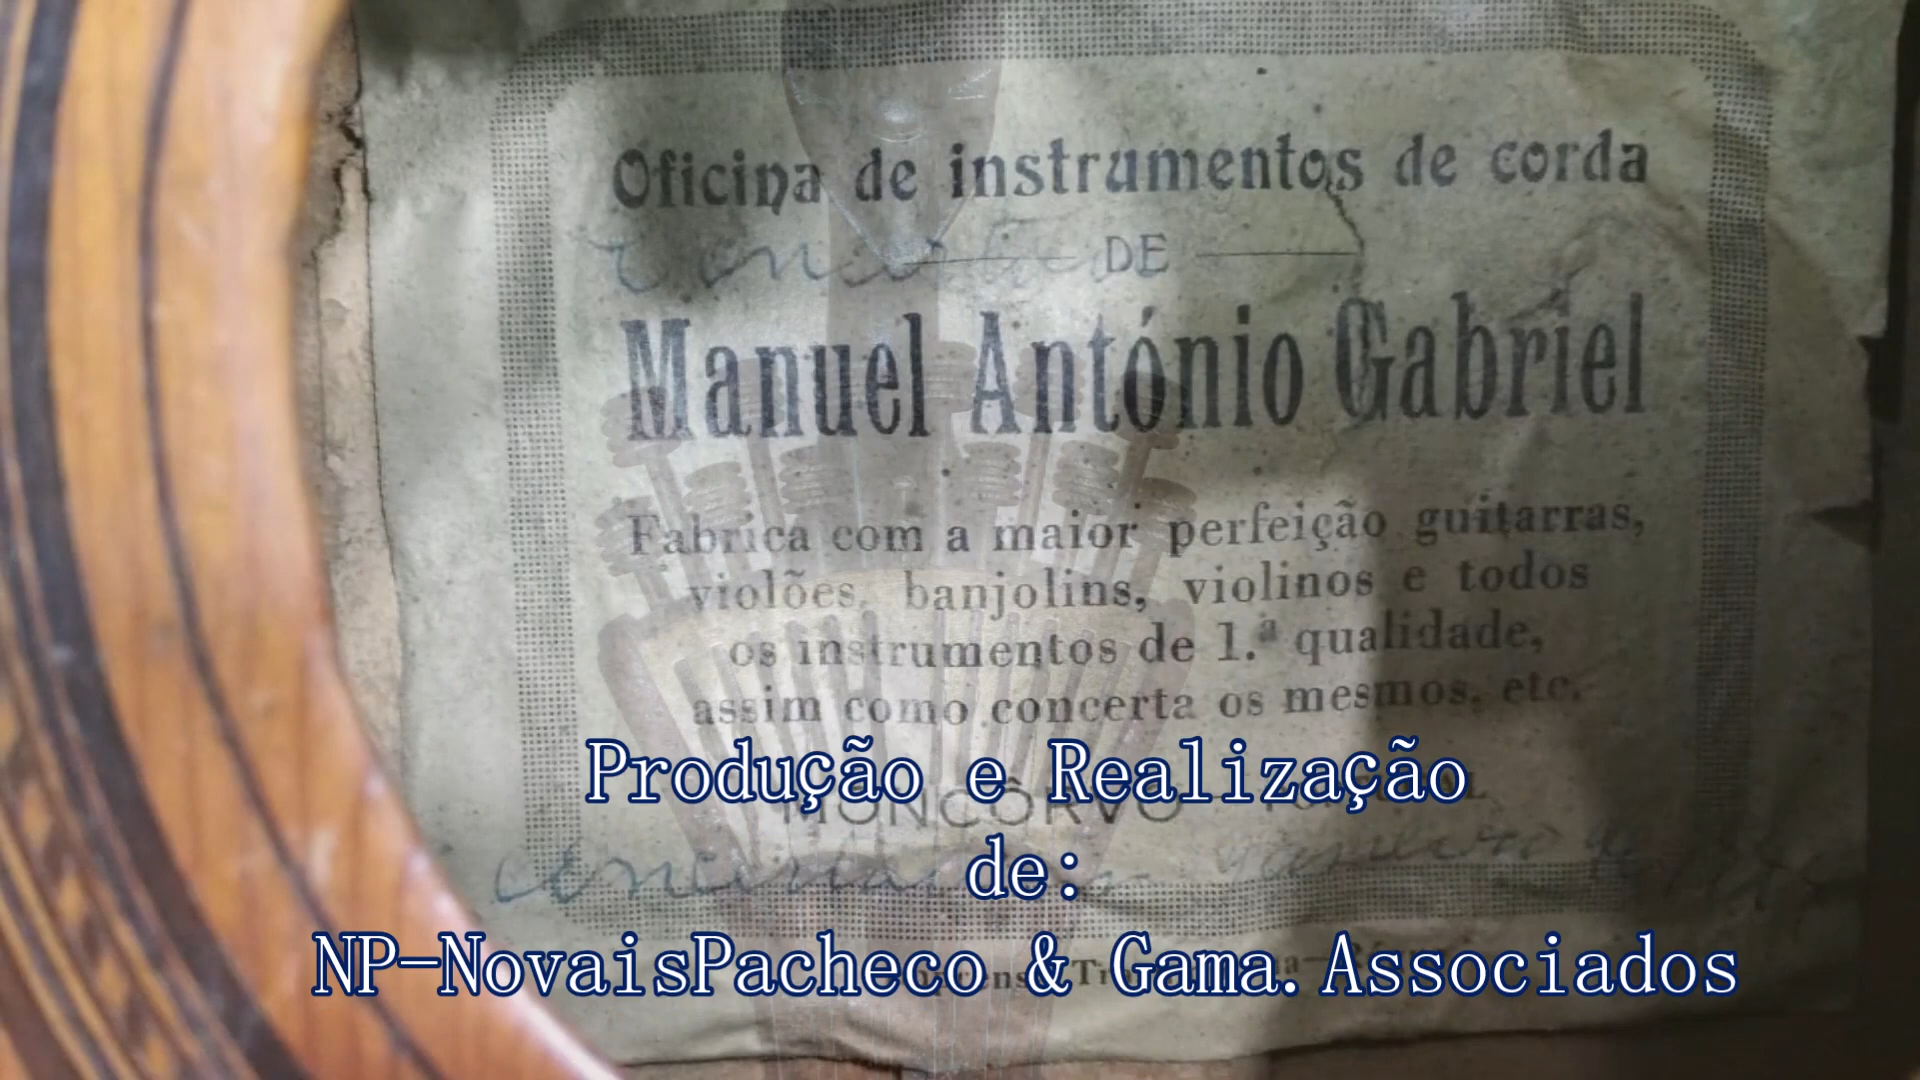 Oficina de instrumentos de corda
DE
Manuel António Gabriel
Fabrica com a maior perfeição guitarras,
violões, banjolins, violinos e todos
os instrumentos de 1.ª qualidade,
assim como concerta os mesmos, etc.
Produção e Realização
MONCÔRVO
de:
NP-NovaisPacheco & Gama.Associados